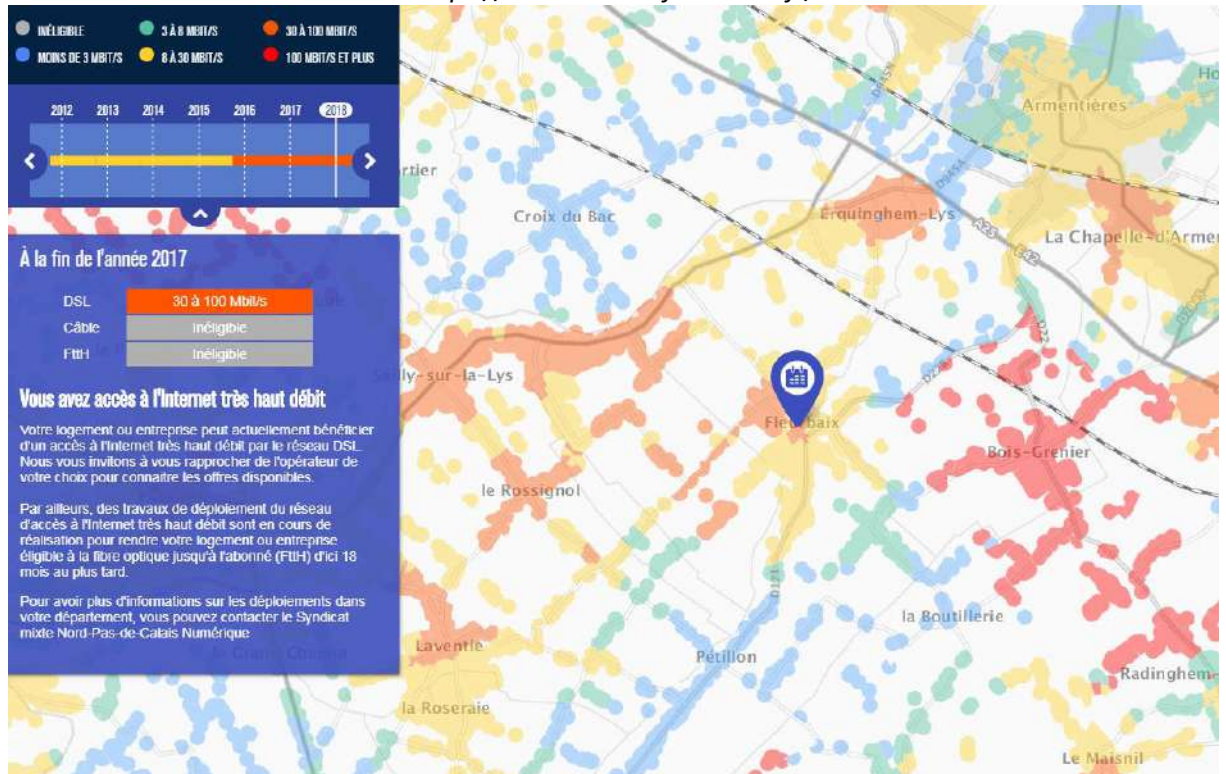 INÉLIGIBLE
3 À 8 MBIT/S
30 À 100 MBIT/S
MOINS DE 3 MBIT/S
8 À 30 MBIT/S
100 MBIT/S ET PLUS
2012 2013 2014 2015 2016 2017 2018
À la fin de l'année 2017
DSL 30 à 100 Mbit/s
Câble Inéligible
FttH Inéligible
Vous avez accès à l'Internet très haut débit
Votre logement ou entreprise peut actuellement bénéficier
d'un accès à l'Internet très haut débit par le réseau DSL.
Nous vous invitons à vous rapprocher de l'opérateur de
votre choix pour connaitre les offres disponibles.
Par ailleurs, des travaux de déploiement du réseau
d'accès à l'Internet très haut débit sont en cours de
réalisation pour rendre votre logement ou entreprise
éligible à la fibre optique jusqu'à l'abonné (FttH) d'ici 18
mois au plus tard.
Pour avoir plus d'informations sur les déploiements dans
votre département, vous pouvez contacter le Syndicat
mixte Nord-Pas-de-Calais Numérique
Armentières
rtier
Croix du Bac
Erquinghem-Lys
D945A
A25
E42
La Chapelle-d'Armen
D22
lly-sur-la-Lys
Fleurbaix
Bois-Grenier
le Rossignol
D171
la Boutillerie
Laventie
Pétillon
Radinghem-
la Roseraie
Le Maisnil